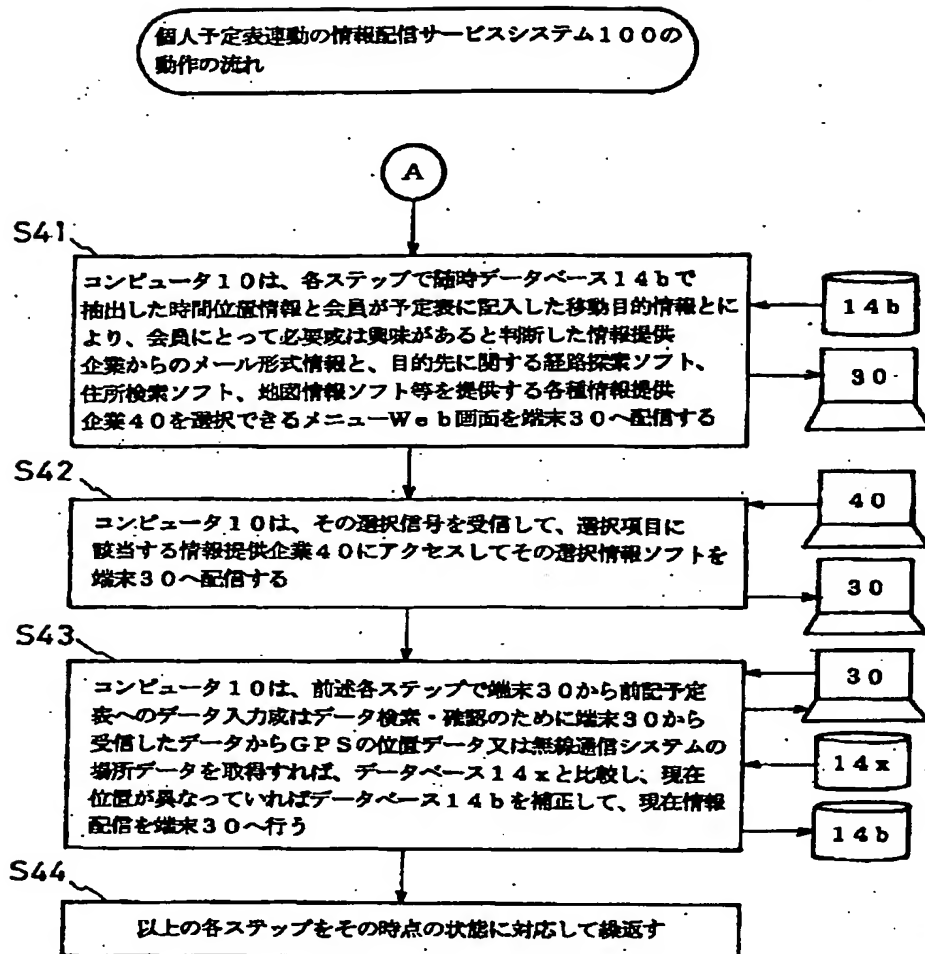 個人予定表連動の情報配信サービスシステム100の
動作の流れ
A
S41
コンピュータ10は、各ステップで随時データベース14bで
抽出した時間位置情報と会員が予定表に記入した移動目的情報とに
より、会員にとって必要或は興味があると判断した情報提供
企業からのメール形式情報と、目的先に関する経路探索ソフト、
住所検索ソフト、地図情報ソフト等を提供する各種情報提供
企業40を選択できるメニューWeb画面を端末30へ配信する
14b
30
S42
コンピュータ10は、その選択信号を受信して、選択項目に
該当する情報提供企業40にアクセスしてその選択情報ソフトを
端末30へ配信する
40
30
S43
コンピュータ10は、前述各ステップで端末30から前記予定
表へのデータ入力或はデータ検索・確認のために端末30から
受信したデータからGPSの位置データ又は無線通信システムの
場所データを取得すれば、データベース14xと比較し、現在
位置が異なっていればデータベース14bを補正して、現在情報
配信を端末30へ行う
30
14x
14b
S44
以上の各ステップをその時点の状態に対応して繰返す